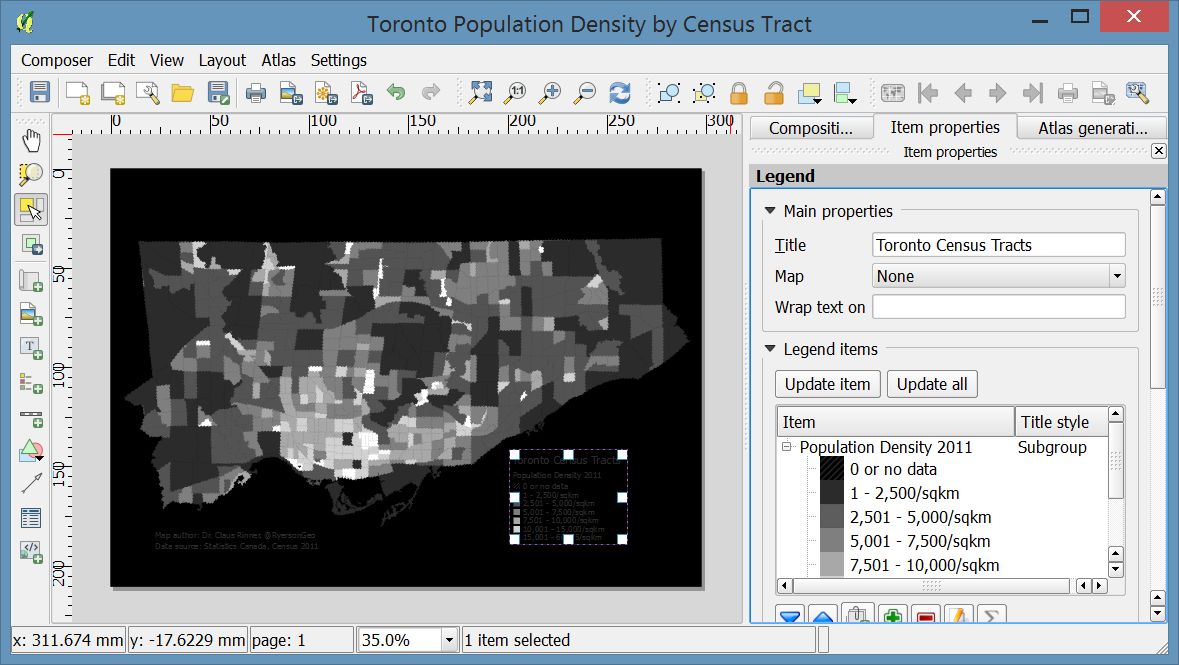 Toronto Population Density by Census Tract
Composer Edit View Layout Atlas Settings
1:1
0 50 100 150 200 250 300
Compositi... Item properties Atlas generati...
Item properties
Legend
Main properties
Title Toronto Census Tracts
Map None
Wrap text on
Legend items
Update item Update all
Item Title style
Population Density 2011 Subgroup
0 or no data
1 - 2,500/sqkm
2,501 - 5,000/sqkm
5,001 - 7,500/sqkm
7,501 - 10,000/sqkm
0
50
100
150
200
Toronto Census Tracts
Population Density 2011
0 or no data
1 - 2,500/sqkm
2,501 - 5,000/sqkm
5,001 - 7,500/sqkm
7,501 - 10,000/sqkm
10,001 - 15,000/sqkm
15,001 -
Map author: Dr. Claus Rinner, @RyersonGeo
Data source: Statistics Canada, Census 2011
x: 311.674 mm y: -17.6229 mm page: 1 35.0% 1 item selected